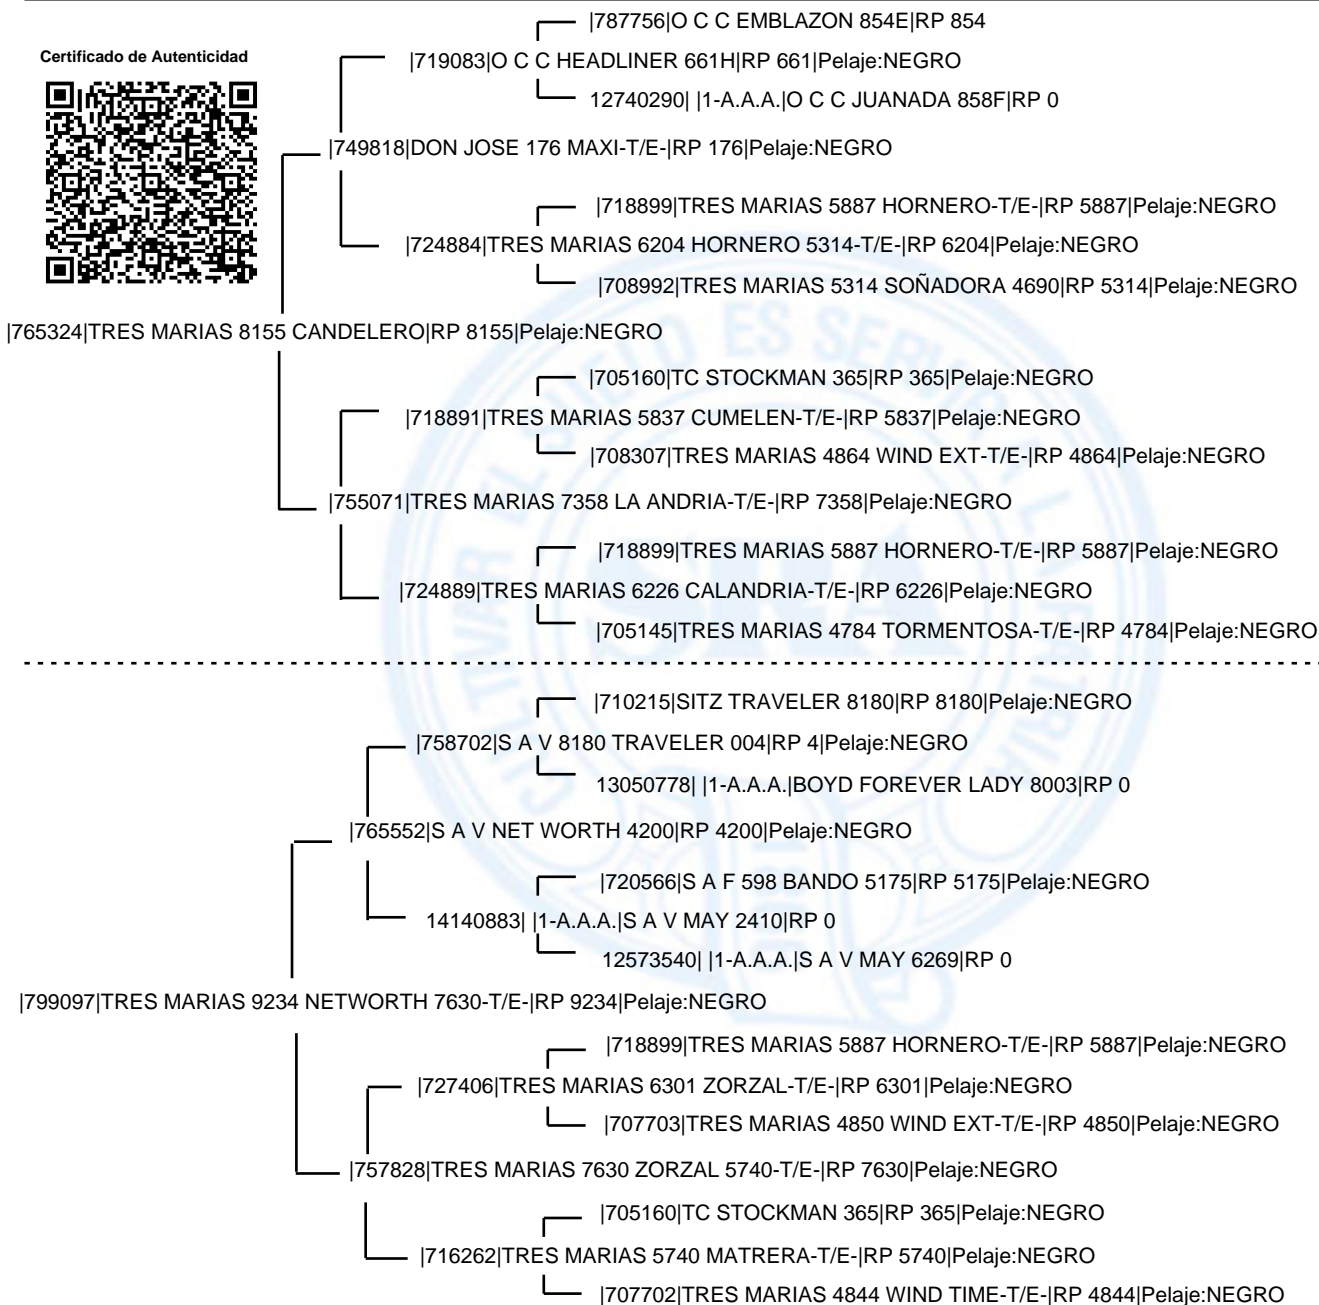 |787756|O C C EMBLAZON 854E|RP 854
Certificado de Autenticidad
|719083|O C C HEADLINER 661H|RP 661|Pelaje:NEGRO
12740290| |1-A.A.A.|O C C JUANADA 858F|RP 0
|749818|DON JOSE 176 MAXI-T/E-|RP 176|Pelaje:NEGRO
|718899|TRES MARIAS 5887 HORNERO-T/E-|RP 5887|Pelaje:NEGRO
|724884|TRES MARIAS 6204 HORNERO 5314-T/E-|RP 6204|Pelaje:NEGRO
|708992|TRES MARIAS 5314 SOÑADORA 4690|RP 5314|Pelaje:NEGRO
|765324|TRES MARIAS 8155 CANDELERO|RP 8155|Pelaje:NEGRO
|705160|TC STOCKMAN 365|RP 365|Pelaje:NEGRO
|718891|TRES MARIAS 5837 CUMELEN-T/E-|RP 5837|Pelaje:NEGRO
|708307|TRES MARIAS 4864 WIND EXT-T/E-|RP 4864|Pelaje:NEGRO
|755071|TRES MARIAS 7358 LA ANDRIA-T/E-|RP 7358|Pelaje:NEGRO
|718899|TRES MARIAS 5887 HORNERO-T/E-|RP 5887|Pelaje:NEGRO
|724889|TRES MARIAS 6226 CALANDRIA-T/E-|RP 6226|Pelaje:NEGRO
|705145|TRES MARIAS 4784 TORMENTOSA-T/E-|RP 4784|Pelaje:NEGRO
|710215|SITZ TRAVELER 8180|RP 8180|Pelaje:NEGRO
|758702|S A V 8180 TRAVELER 004|RP 4|Pelaje:NEGRO
13050778| |1-A.A.A.|BOYD FOREVER LADY 8003|RP 0
|765552|S A V NET WORTH 4200|RP 4200|Pelaje:NEGRO
|720566|S A F 598 BANDO 5175|RP 5175|Pelaje:NEGRO
14140883| |1-A.A.A.|S A V MAY 2410|RP 0
12573540| |1-A.A.A.|S A V MAY 6269|RP 0
|799097|TRES MARIAS 9234 NETWORTH 7630-T/E-|RP 9234|Pelaje:NEGRO
|718899|TRES MARIAS 5887 HORNERO-T/E-|RP 5887|Pelaje:NEGRO
|727406|TRES MARIAS 6301 ZORZAL-T/E-|RP 6301|Pelaje:NEGRO
|707703|TRES MARIAS 4850 WIND EXT-T/E-|RP 4850|Pelaje:NEGRO
|757828|TRES MARIAS 7630 ZORZAL 5740-T/E-|RP 7630|Pelaje:NEGRO
|705160|TC STOCKMAN 365|RP 365|Pelaje:NEGRO
|716262|TRES MARIAS 5740 MATRERA-T/E-|RP 5740|Pelaje:NEGRO
|707702|TRES MARIAS 4844 WIND TIME-T/E-|RP 4844|Pelaje:NEGRO
CULTIVAR EL SUELO ES SERVIR A LA PATRIA
SRA